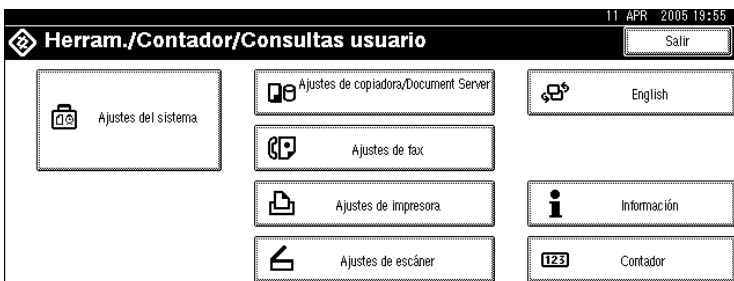 11 APR 2005 19:55
Herram./Contador/Consultas usuario
Salir
Ajustes del sistema
Ajustes de copiadora/Document Server
English
Ajustes de fax
Ajustes de impresora
Información
Ajustes de escáner
123
Contador